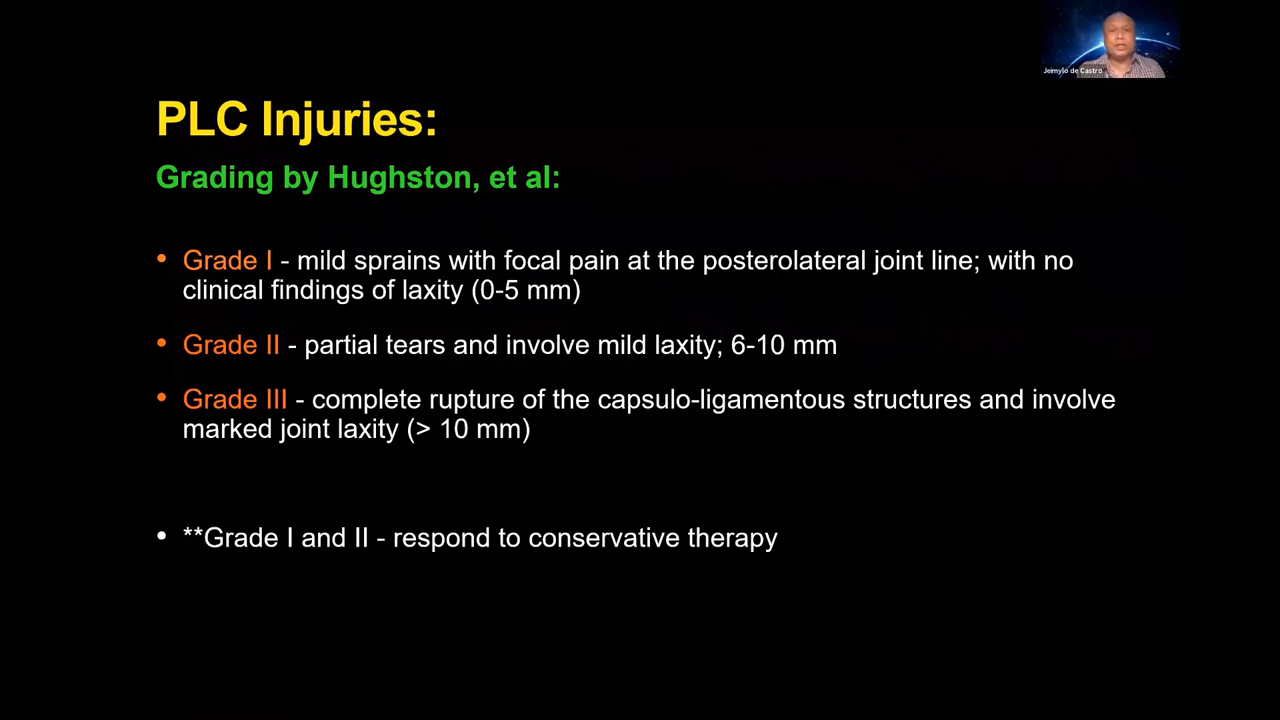 Jeimylo de Castro
PLC Injuries:
Grading by Hughston, et al:
• Grade I - mild sprains with focal pain at the posterolateral joint line; with no
clinical findings of laxity (0-5 mm)
• Grade II - partial tears and involve mild laxity; 6-10 mm
• Grade III - complete rupture of the capsulo-ligamentous structures and involve
marked joint laxity (> 10 mm)
• **Grade I and II - respond to conservative therapy